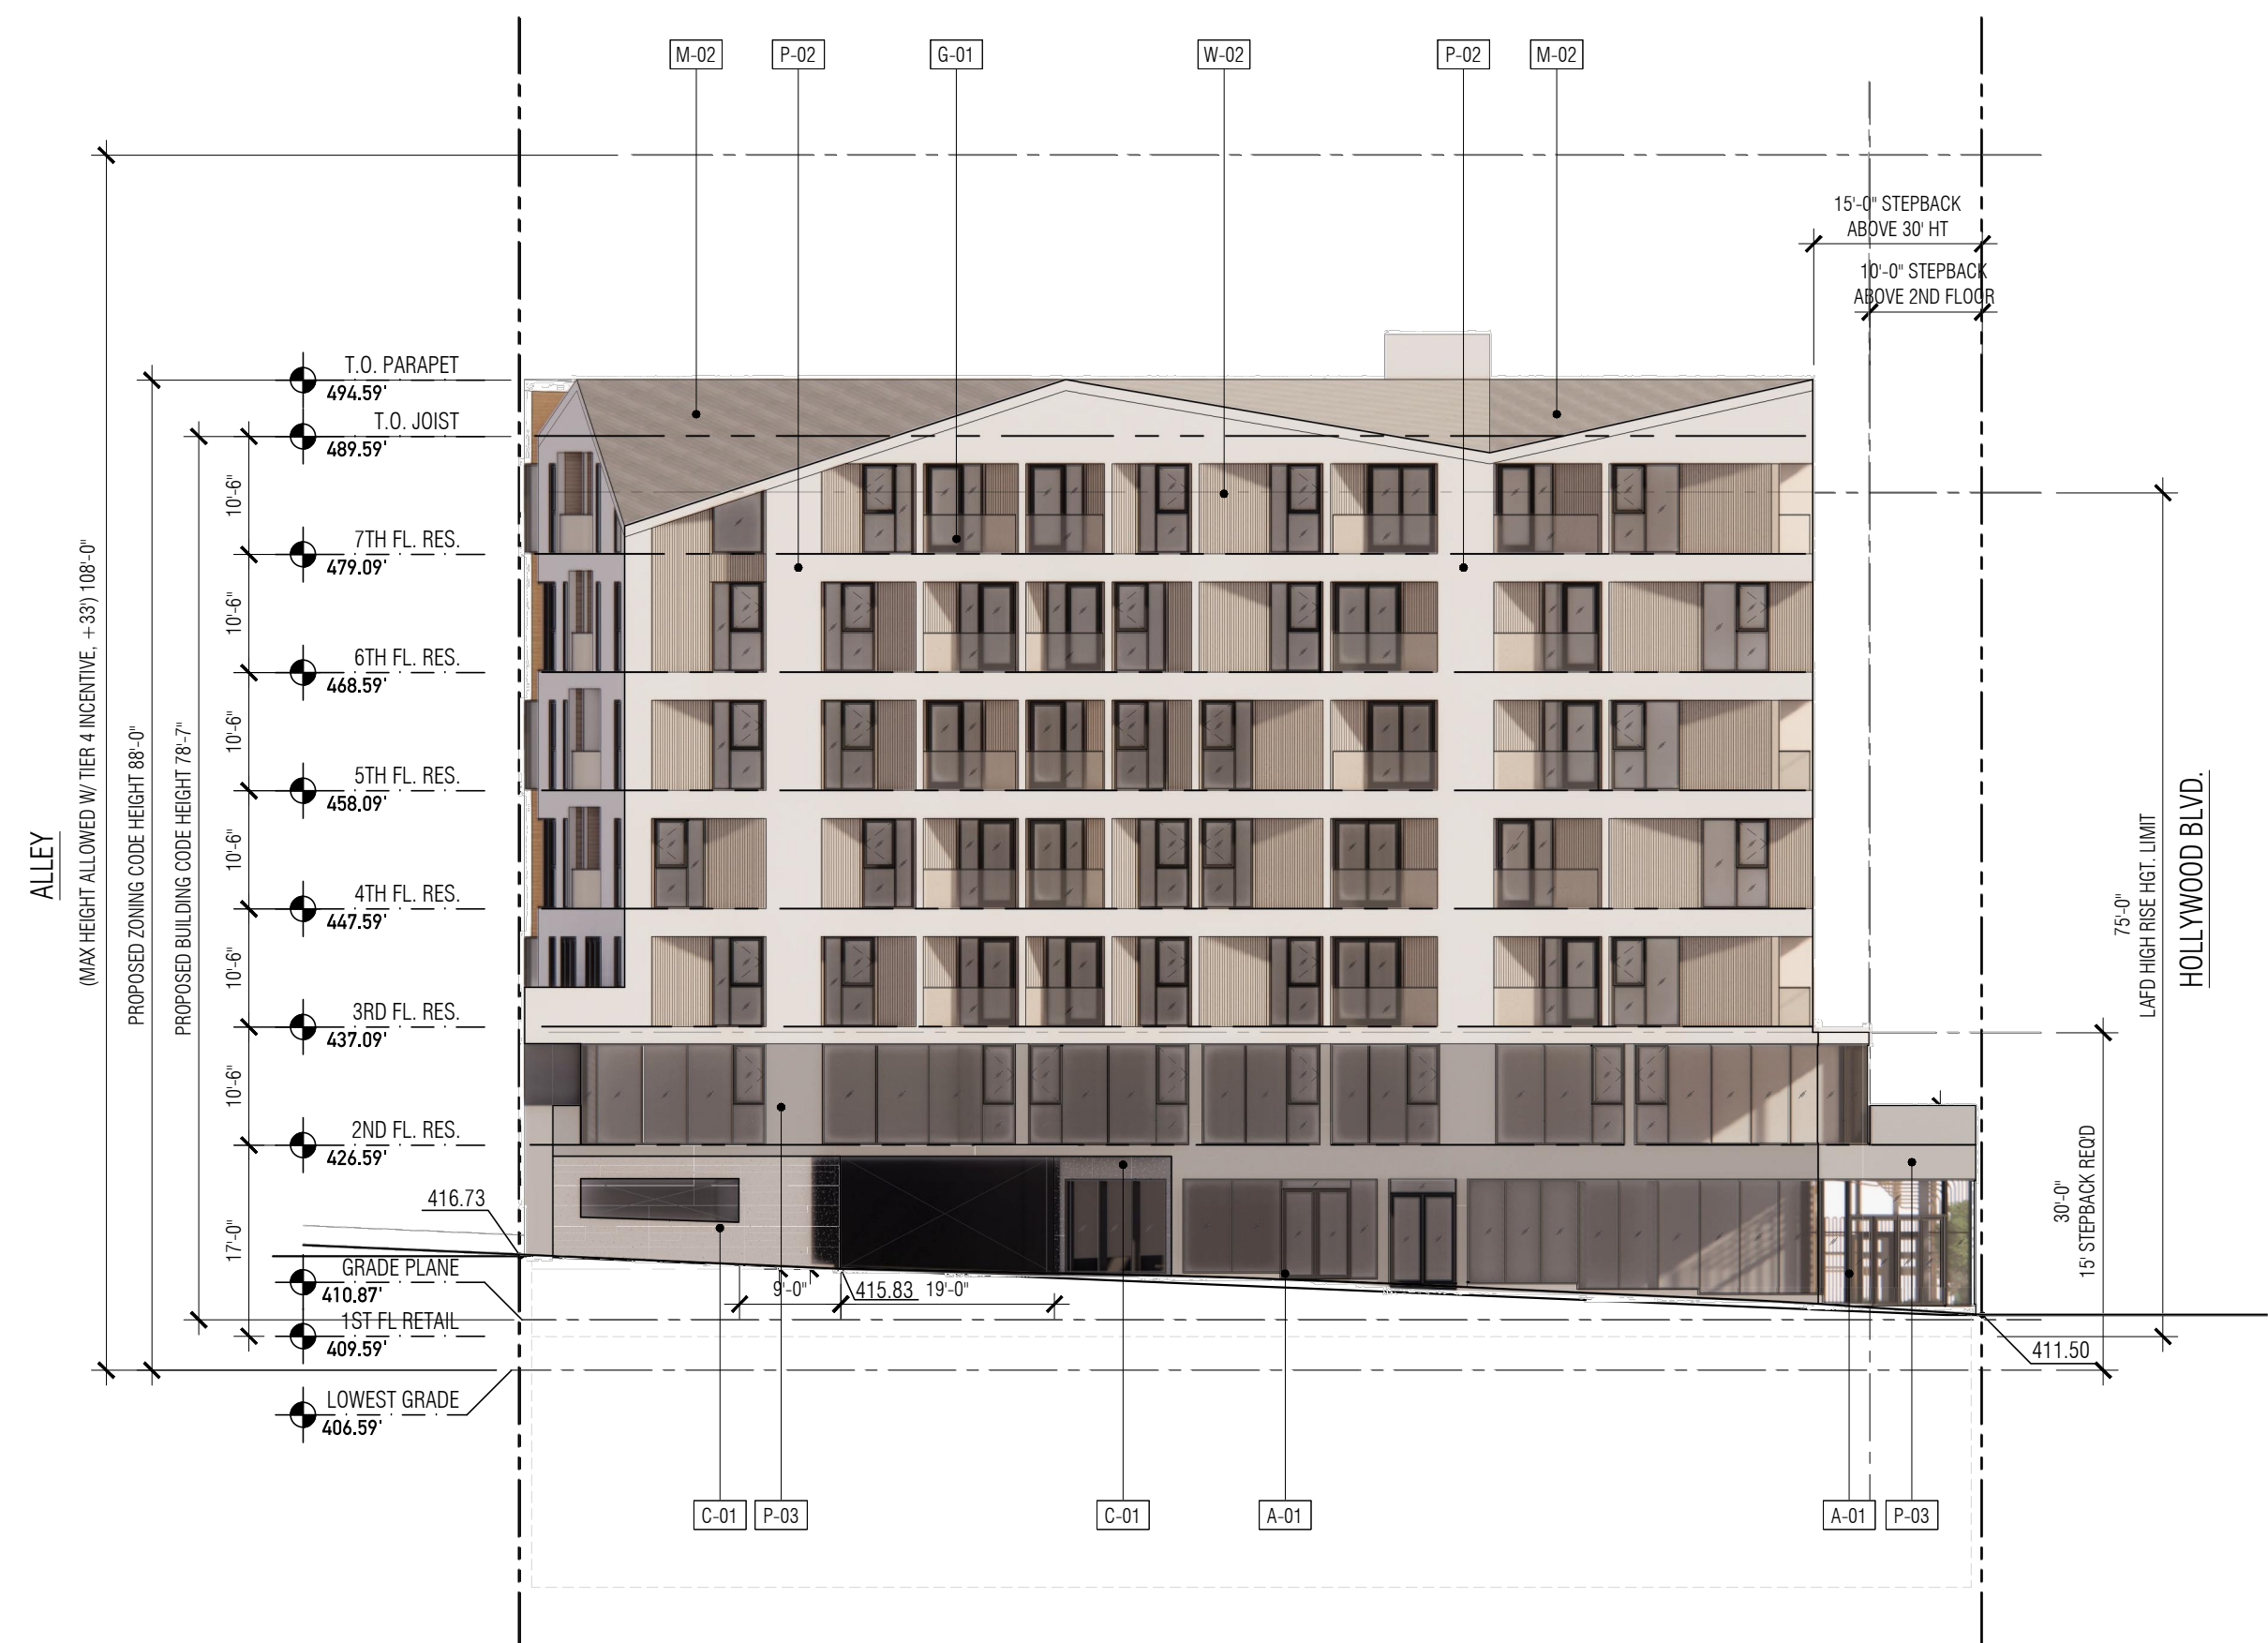 M-02
P-02
G-01
W-02
P-02
M-02
15'-0" STEPBACK
ABOVE 30' HT
10'-0" STEPBACK
ABOVE 2ND FLOOR
T.O. PARAPET
494.59'
T.O. JOIST
489.59'
10'-6"
7TH FL. RES.
479.09'
10'-6"
6TH FL. RES.
468.59'
10'-6"
5TH FL. RES.
458.09'
10'-6"
4TH FL. RES.
447.59'
10'-6"
3RD FL. RES.
437.09'
10'-6"
2ND FL. RES.
426.59'
17'-0"
GRADE PLANE
410.87'
1ST FL RETAIL
409.59'
LOWEST GRADE
406.59'
ALLEY
(MAX HEIGHT ALLOWED W/ TIER 4 INCENTIVE, +33') 108'-0"
PROPOSED ZONING CODE HEIGHT 88'-0"
PROPOSED BUILDING CODE HEIGHT 78'-7"
416.73
9'-0"
415.83
19'-0"
411.50
30'-0"
15' STEPBACK REQ'D
75'-0"
LAFD HIGH RISE HGT. LIMIT
HOLLYWOOD BLVD.
C-01
P-03
C-01
A-01
A-01
P-03